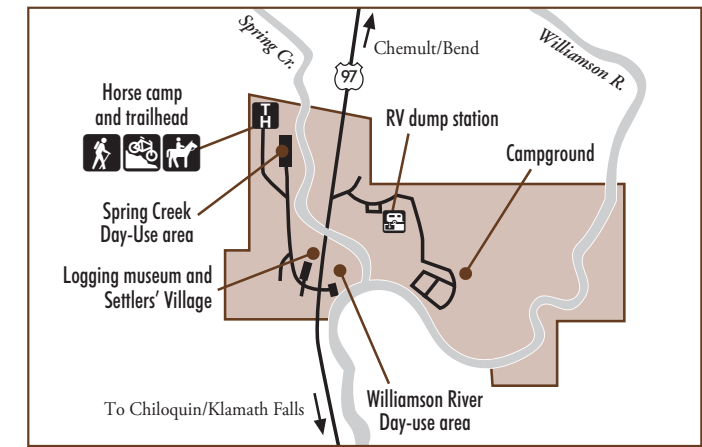 Spring Cr.
Chemult/Bend
97
Williamson R.
Horse camp
and trailhead
T
H
RV dump station
Campground
Spring Creek
Day-Use area
Logging museum and
Settlers’ Village
Williamson River
Day-use area
To Chiloquin/Klamath Falls